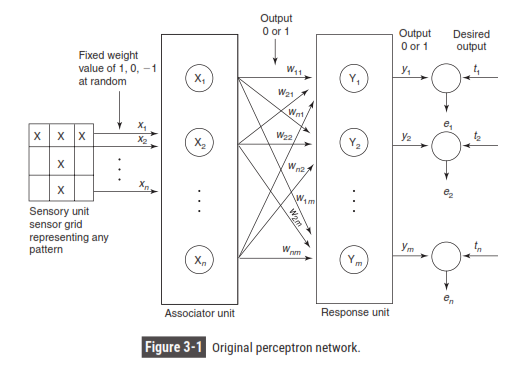 Output
0 or 1
Output
0 or 1
Desired
output
Fixed weight
value of 1, 0, −1
at random
X X X
X
X
x1
x2
xn
X1
X2
Xn
w11
w21
wn1
w22
wn2
w1m
w2m
wnm
Y1
Y2
Ym
y1
y2
ym
t1
t2
tn
e1
e2
en
Sensory unit
sensor grid
representing any
pattern
Associator unit
Response unit
Figure 3-1 Original perceptron network.